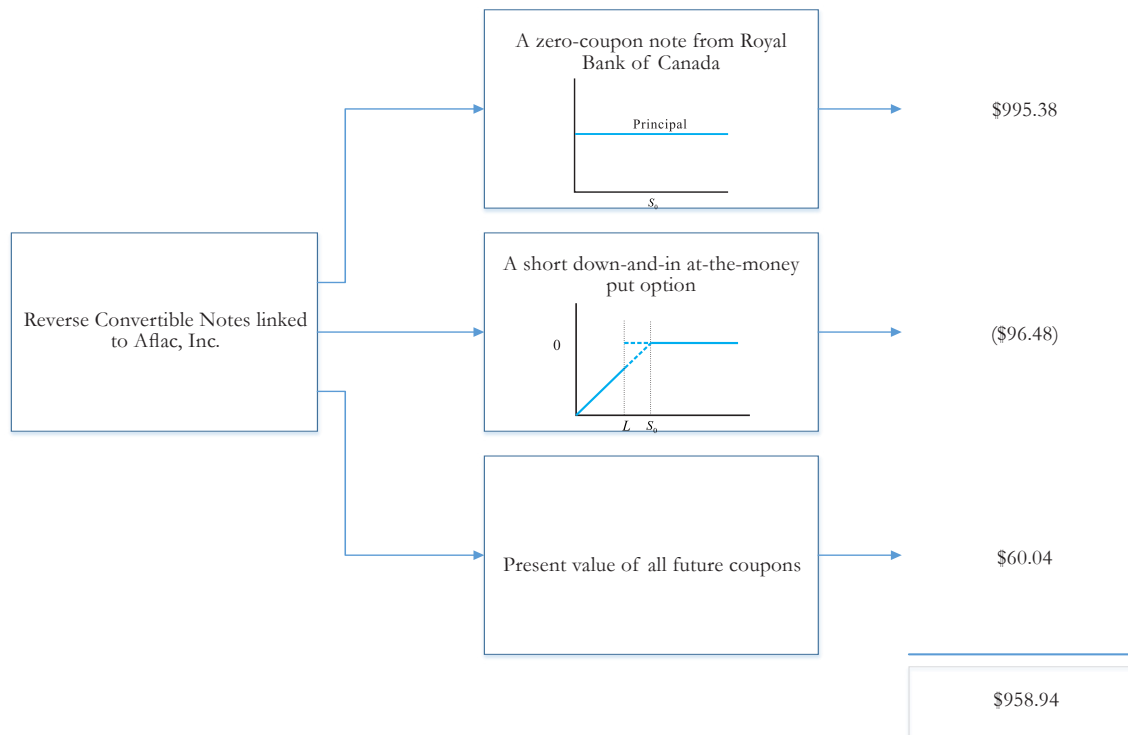 A zero-coupon note from Royal
Bank of Canada
Principal
S₀
$995.38
Reverse Convertible Notes linked
to Aflac, Inc.
A short down-and-in at-the-money
put option
0
L S₀
($96.48)
Present value of all future coupons
$60.04
$958.94